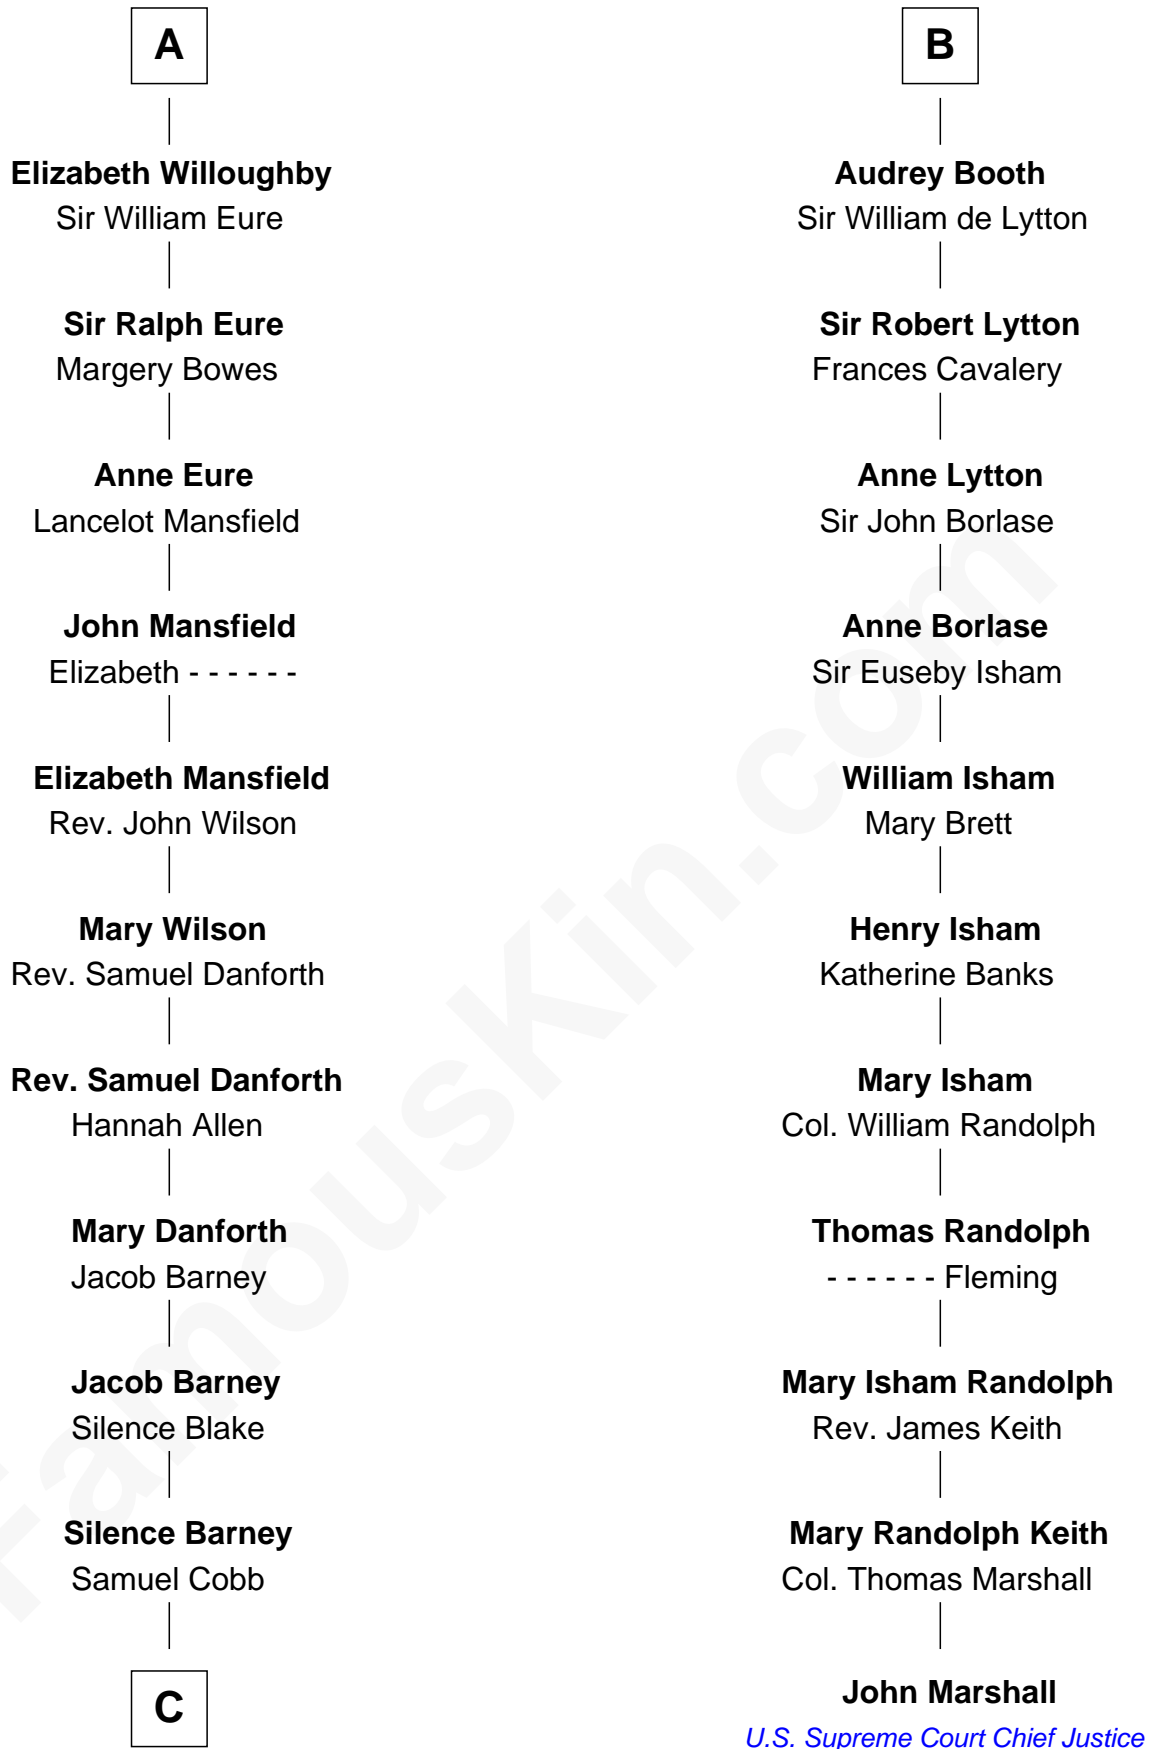 A
Elizabeth Willoughby
Sir William Eure
Sir Ralph Eure
Margery Bowes
Anne Eure
Lancelot Mansfield
John Mansfield
Elizabeth - - - - - -
Elizabeth Mansfield
Rev. John Wilson
Mary Wilson
Rev. Samuel Danforth
Rev. Samuel Danforth
Hannah Allen
Mary Danforth
Jacob Barney
Jacob Barney
Silence Blake
Silence Barney
Samuel Cobb
C
B
Audrey Booth
Sir William de Lytton
Sir Robert Lytton
Frances Cavalery
Anne Lytton
Sir John Borlase
Anne Borlase
Sir Euseby Isham
William Isham
Mary Brett
Henry Isham
Katherine Banks
Mary Isham
Col. William Randolph
Thomas Randolph
- - - - - - Fleming
Mary Isham Randolph
Rev. James Keith
Mary Randolph Keith
Col. Thomas Marshall
John Marshall
U.S. Supreme Court Chief Justice
FamousKin.com